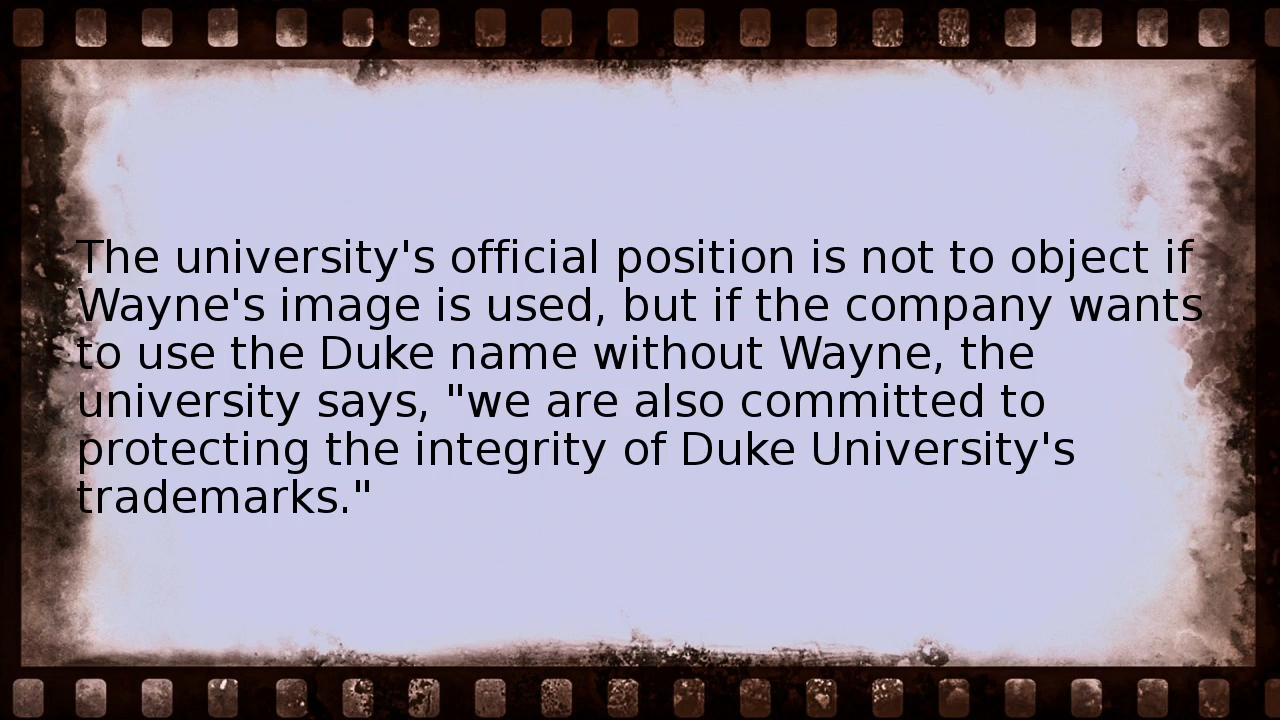 The university's official position is not to object if
Wayne's image is used, but if the company wants
to use the Duke name without Wayne, the
university says, "we are also committed to
protecting the integrity of Duke University's
trademarks."